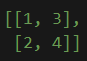 [[1, 3],
[2, 4]]